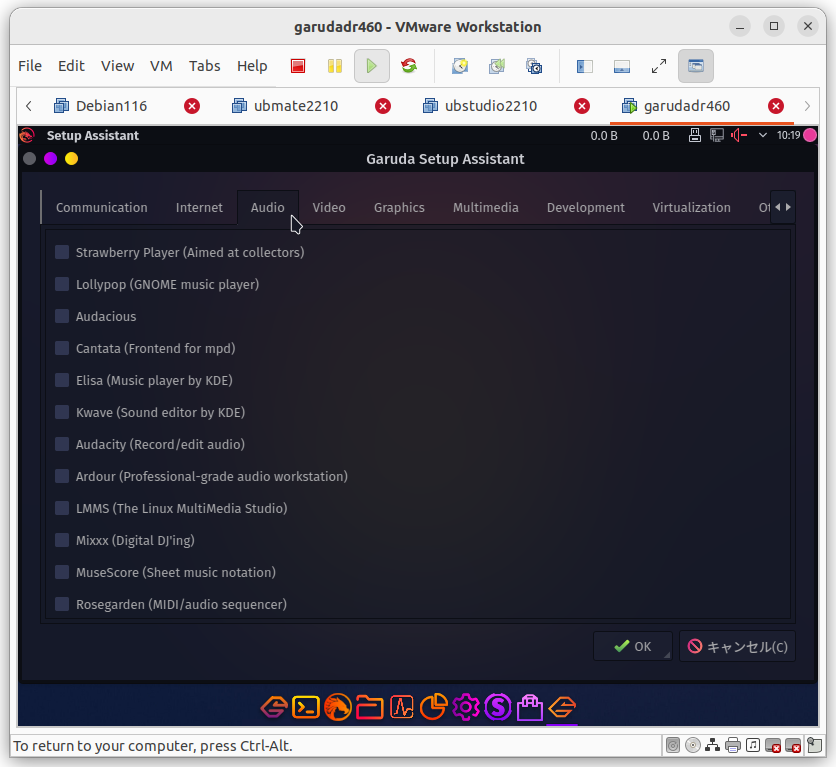 garudadr460 - VMware Workstation
File Edit View VM Tabs Help
Debian116 ubmate2210 ubstudio2210 garudadr460
Setup Assistant 0.0 B 0.0 B 10:19
Garuda Setup Assistant
Communication Internet Audio Video Graphics Multimedia Development Virtualization
Strawberry Player (Aimed at collectors)
Lollypop (GNOME music player)
Audacious
Cantata (Frontend for mpd)
Elisa (Music player by KDE)
Kwave (Sound editor by KDE)
Audacity (Record/edit audio)
Ardour (Professional-grade audio workstation)
LMMS (The Linux MultiMedia Studio)
Mixxx (Digital DJ'ing)
MuseScore (Sheet music notation)
Rosegarden (MIDI/audio sequencer)
OK キャンセル(C)
To return to your computer, press Ctrl-Alt.